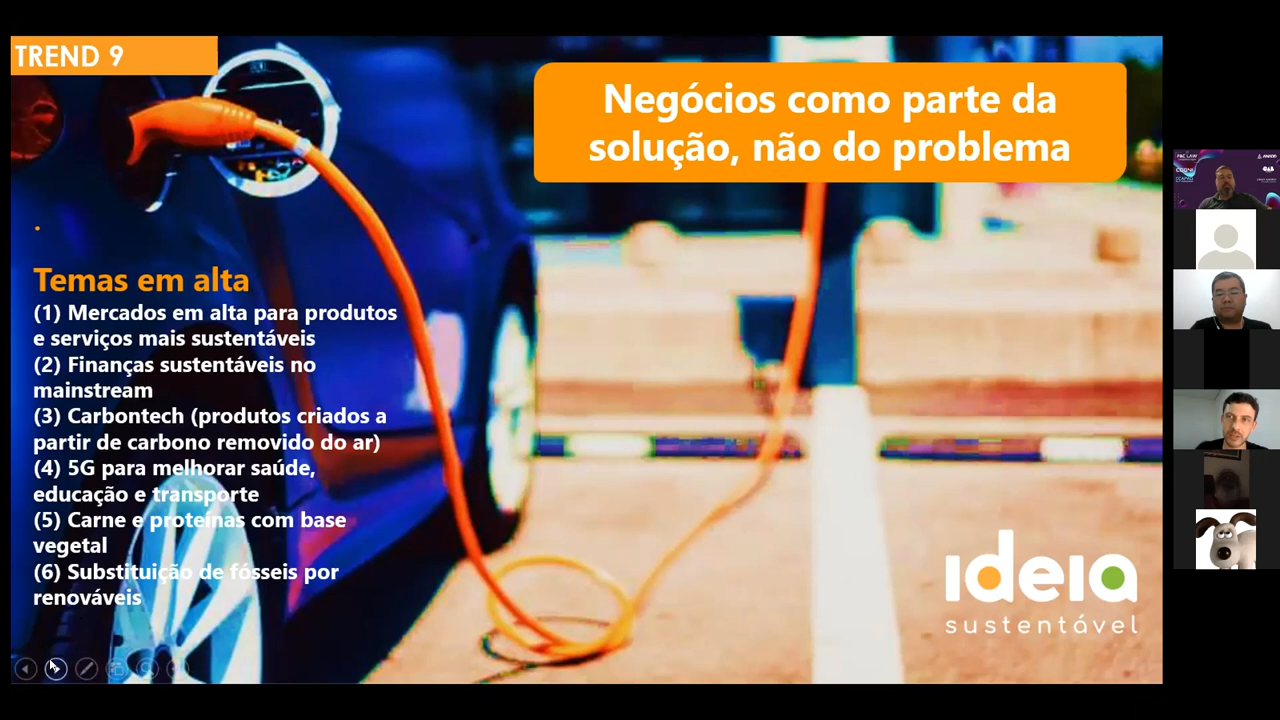 TREND 9
Negócios como parte da
solução, não do problema
Temas em alta
(1) Mercados em alta para produtos
e serviços mais sustentáveis
(2) Finanças sustentáveis no
mainstream
(3) Carbontech (produtos criados a
partir de carbono removido do ar)
(4) 5G para melhorar saúde,
educação e transporte
(5) Carne e proteínas com base
vegetal
(6) Substituição de fósseis por
renováveis
ideia
sustentável